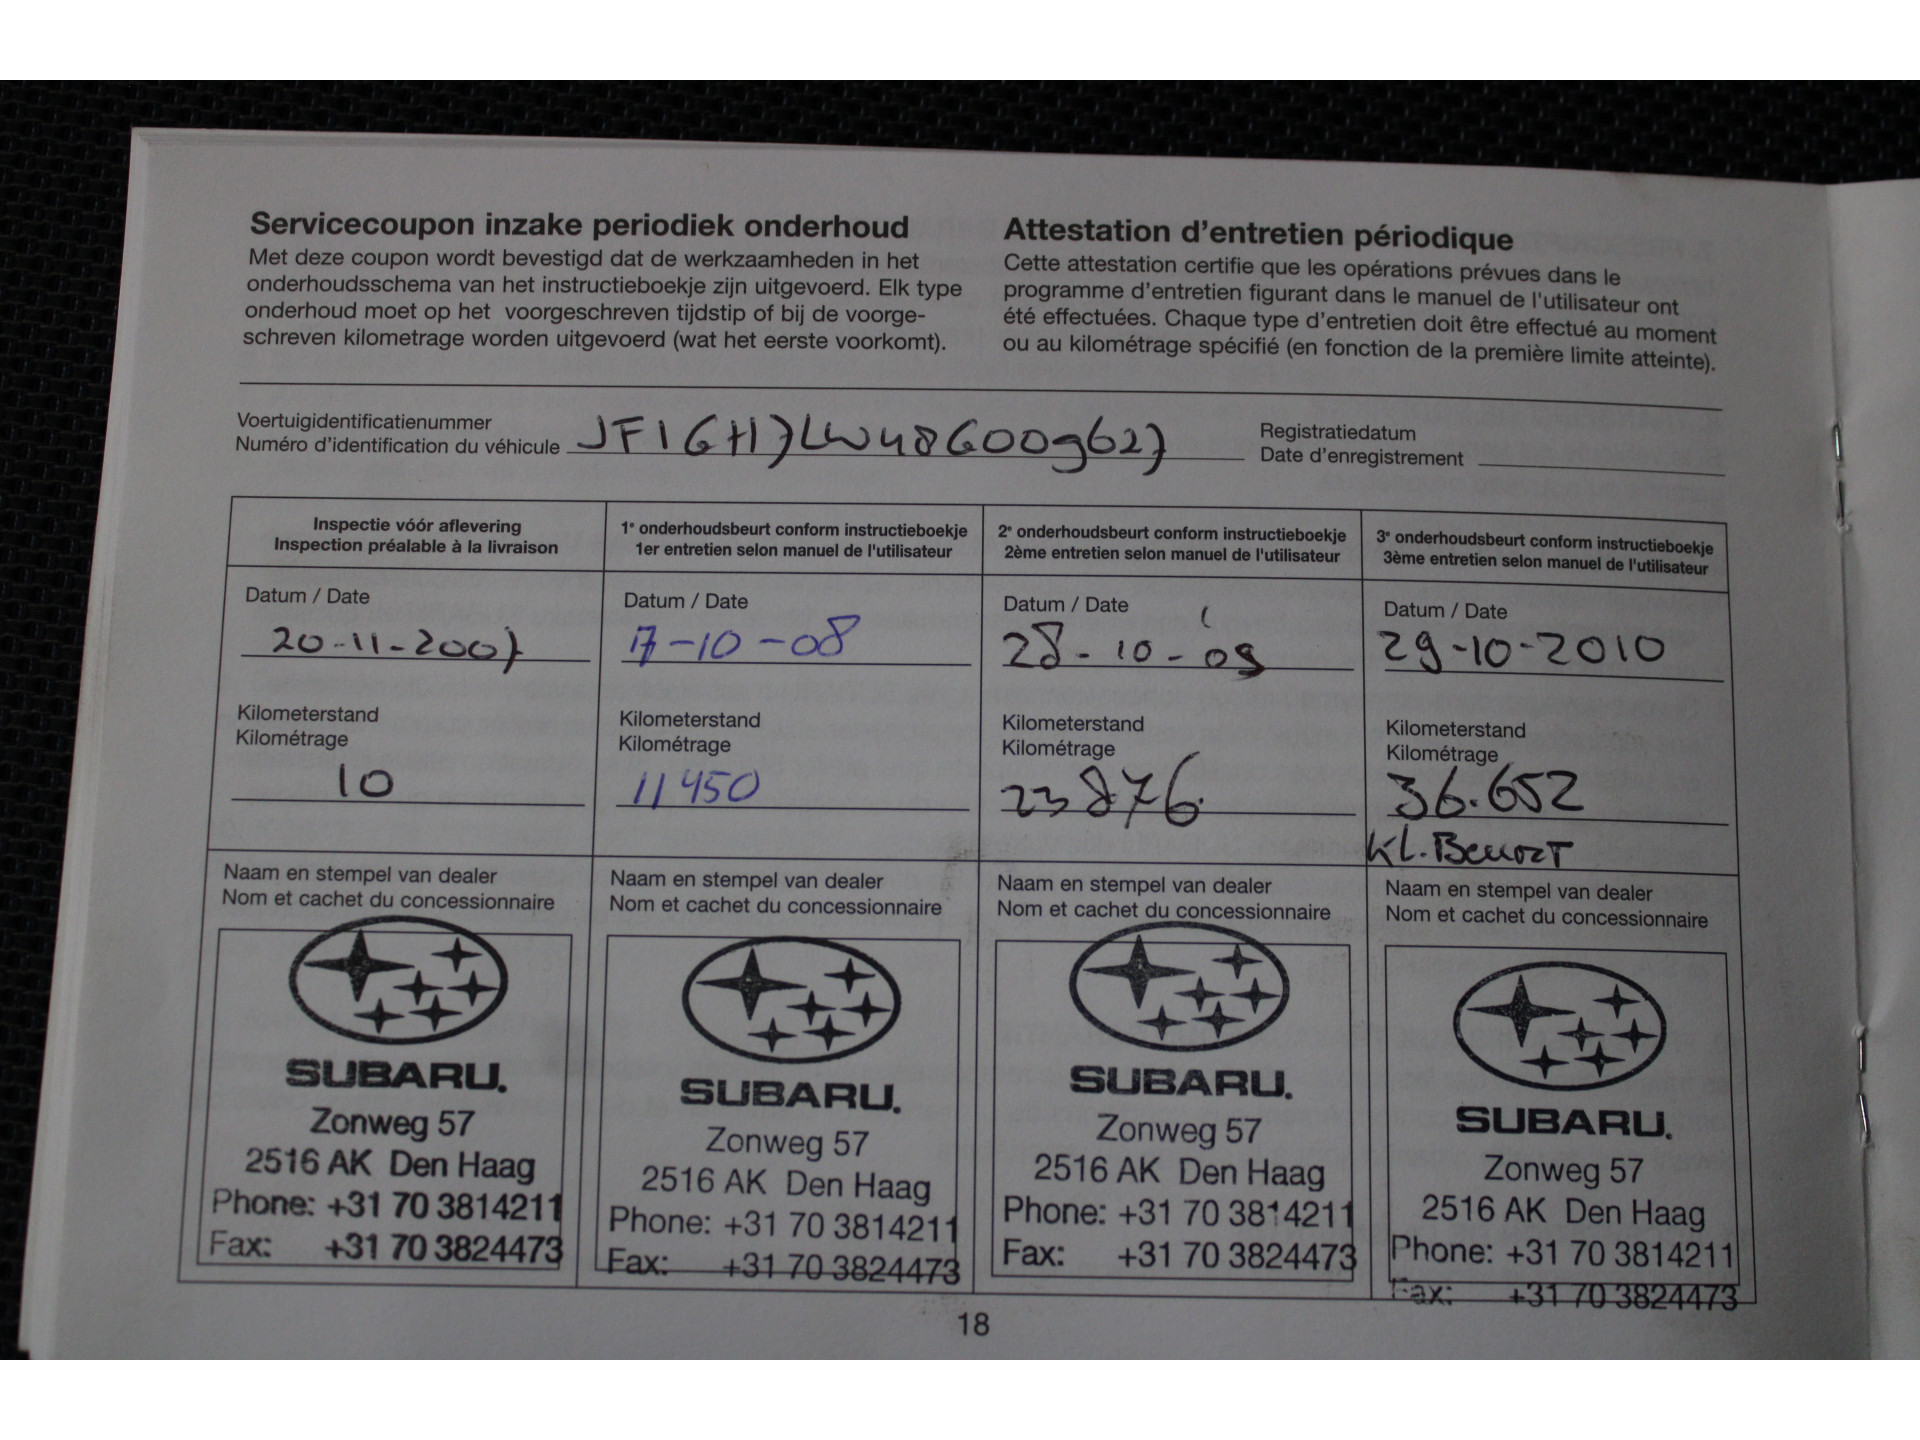 Servicecoupon inzake periodiek onderhoud
Met deze coupon wordt bevestigd dat de werkzaamheden in het
onderhoudsschema van het instructieboekje zijn uitgevoerd. Elk type
onderhoud moet op het voorgeschreven tijdstip of bij de voorge-
schreven kilometrage worden uitgevoerd (wat het eerste voorkomt).
Attestation d'entretien périodique
Cette attestation certifie que les opérations prévues dans le
programme d'entretien figurant dans le manuel de l'utilisateur ont
été effectuées. Chaque type d'entretien doit être effectué au moment
ou au kilométrage spécifié (en fonction de la première limite atteinte).
Voertuigidentificatienummer
Numéro d'identification du véhicule JF1GH7LW48G009627
Registratiedatum
Date d'enregistrement
Inspectie vóór aflevering
Inspection préalable à la livraison
Datum / Date
20-11-2007
Kilometerstand
Kilométrage
10
Naam en stempel van dealer
Nom et cachet du concessionnaire
SUBARU.
Zonweg 57
2516 AK Den Haag
Phone: +31 70 3814211
Fax: +31 70 3824473
1e onderhoudsbeurt conform instructieboekje
1er entretien selon manuel de l'utilisateur
Datum / Date
17-10-08
Kilometerstand
Kilométrage
11450
Naam en stempel van dealer
Nom et cachet du concessionnaire
SUBARU.
Zonweg 57
2516 AK Den Haag
Phone: +31 70 3814211
Fax: +31 70 3824473
2e onderhoudsbeurt conform instructieboekje
2ème entretien selon manuel de l'utilisateur
Datum / Date
28-10-09
Kilometerstand
Kilométrage
23876
Naam en stempel van dealer
Nom et cachet du concessionnaire
SUBARU.
Zonweg 57
2516 AK Den Haag
Phone: +31 70 3814211
Fax: +31 70 3824473
3e onderhoudsbeurt conform instructieboekje
3ème entretien selon manuel de l'utilisateur
Datum / Date
29-10-2010
Kilometerstand
Kilométrage
36.652
KL. Beurt
Naam en stempel van dealer
Nom et cachet du concessionnaire
SUBARU.
Zonweg 57
2516 AK Den Haag
Phone: +31 70 3814211
Fax: +31 70 3824473
18